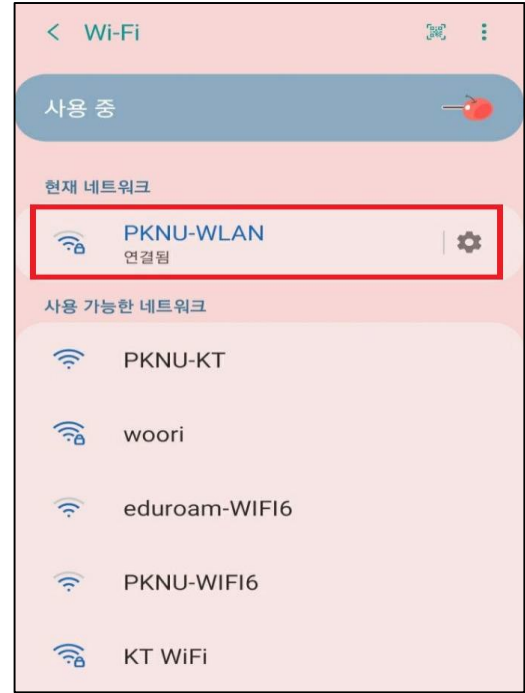 Wi-Fi
사용 중
현재 네트워크
PKNU-WLAN
연결됨
사용 가능한 네트워크
PKNU-KT
woori
eduroam-WIFI6
PKNU-WIFI6
KT WiFi